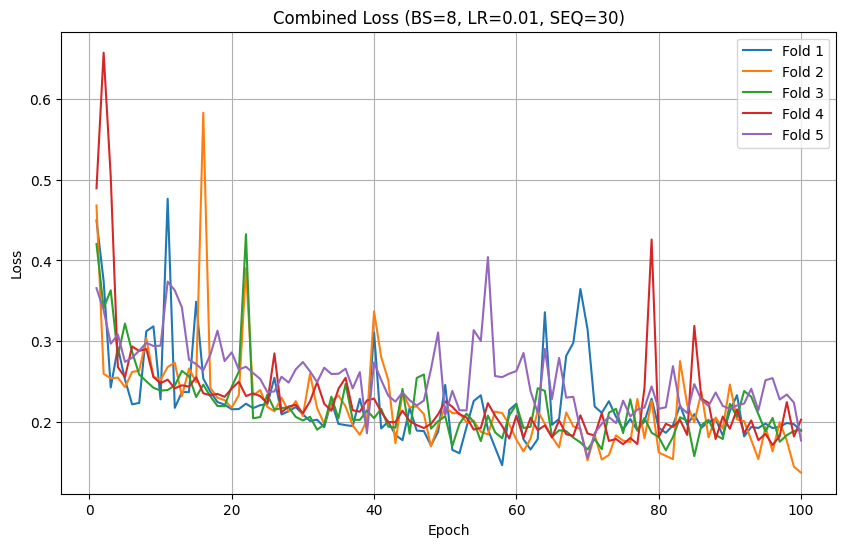 Combined Loss (BS=8, LR=0.01, SEQ=30)
Fold 1
Fold 2
Fold 3
Fold 4
Fold 5
Loss
0.6
0.5
0.4
0.3
0.2
0 20 40 60 80 100
Epoch